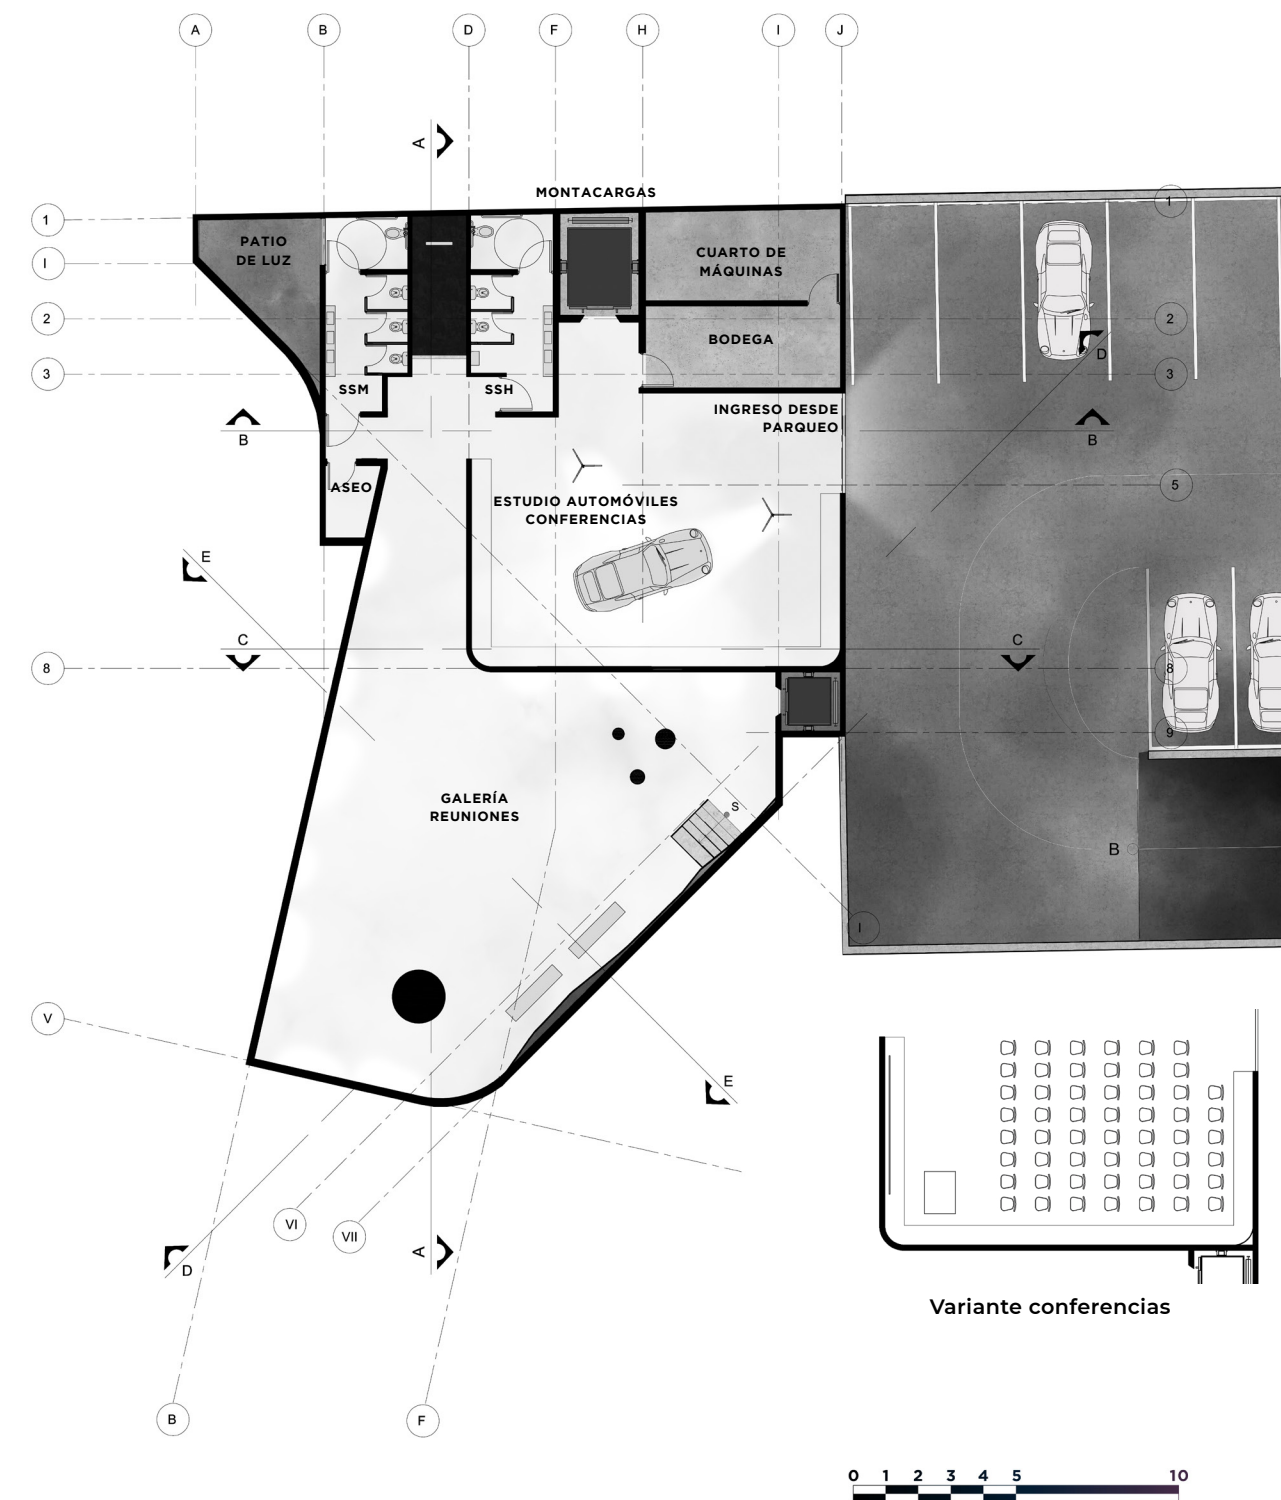 A B D F H I J
A
MONTACARGAS
1
1
PATIO
DE LUZ
CUARTO DE
MÁQUINAS
I
2
2
BODEGA
D
3
3
SSM
SSH
INGRESO DESDE
PARQUEO
B
B
ASEO
5
ESTUDIO AUTOMÓVILES
CONFERENCIAS
E
C
C
8
8
9
GALERÍA
REUNIONES
S
B
I
V
E
VI
VII
A
D
Variante conferencias
B
F
0 1 2 3 4 5 10